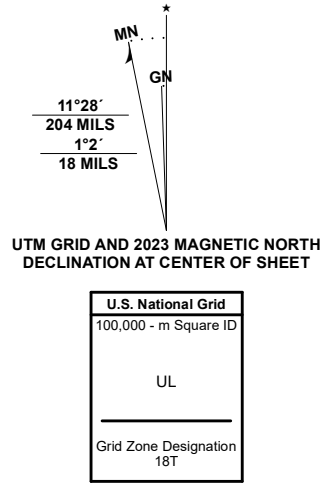 ★
MN
GN
11°28´
204 MILS
1°2´
18 MILS
UTM GRID AND 2023 MAGNETIC NORTH
DECLINATION AT CENTER OF SHEET
U.S. National Grid
100,000 - m Square ID
UL
Grid Zone Designation
18T